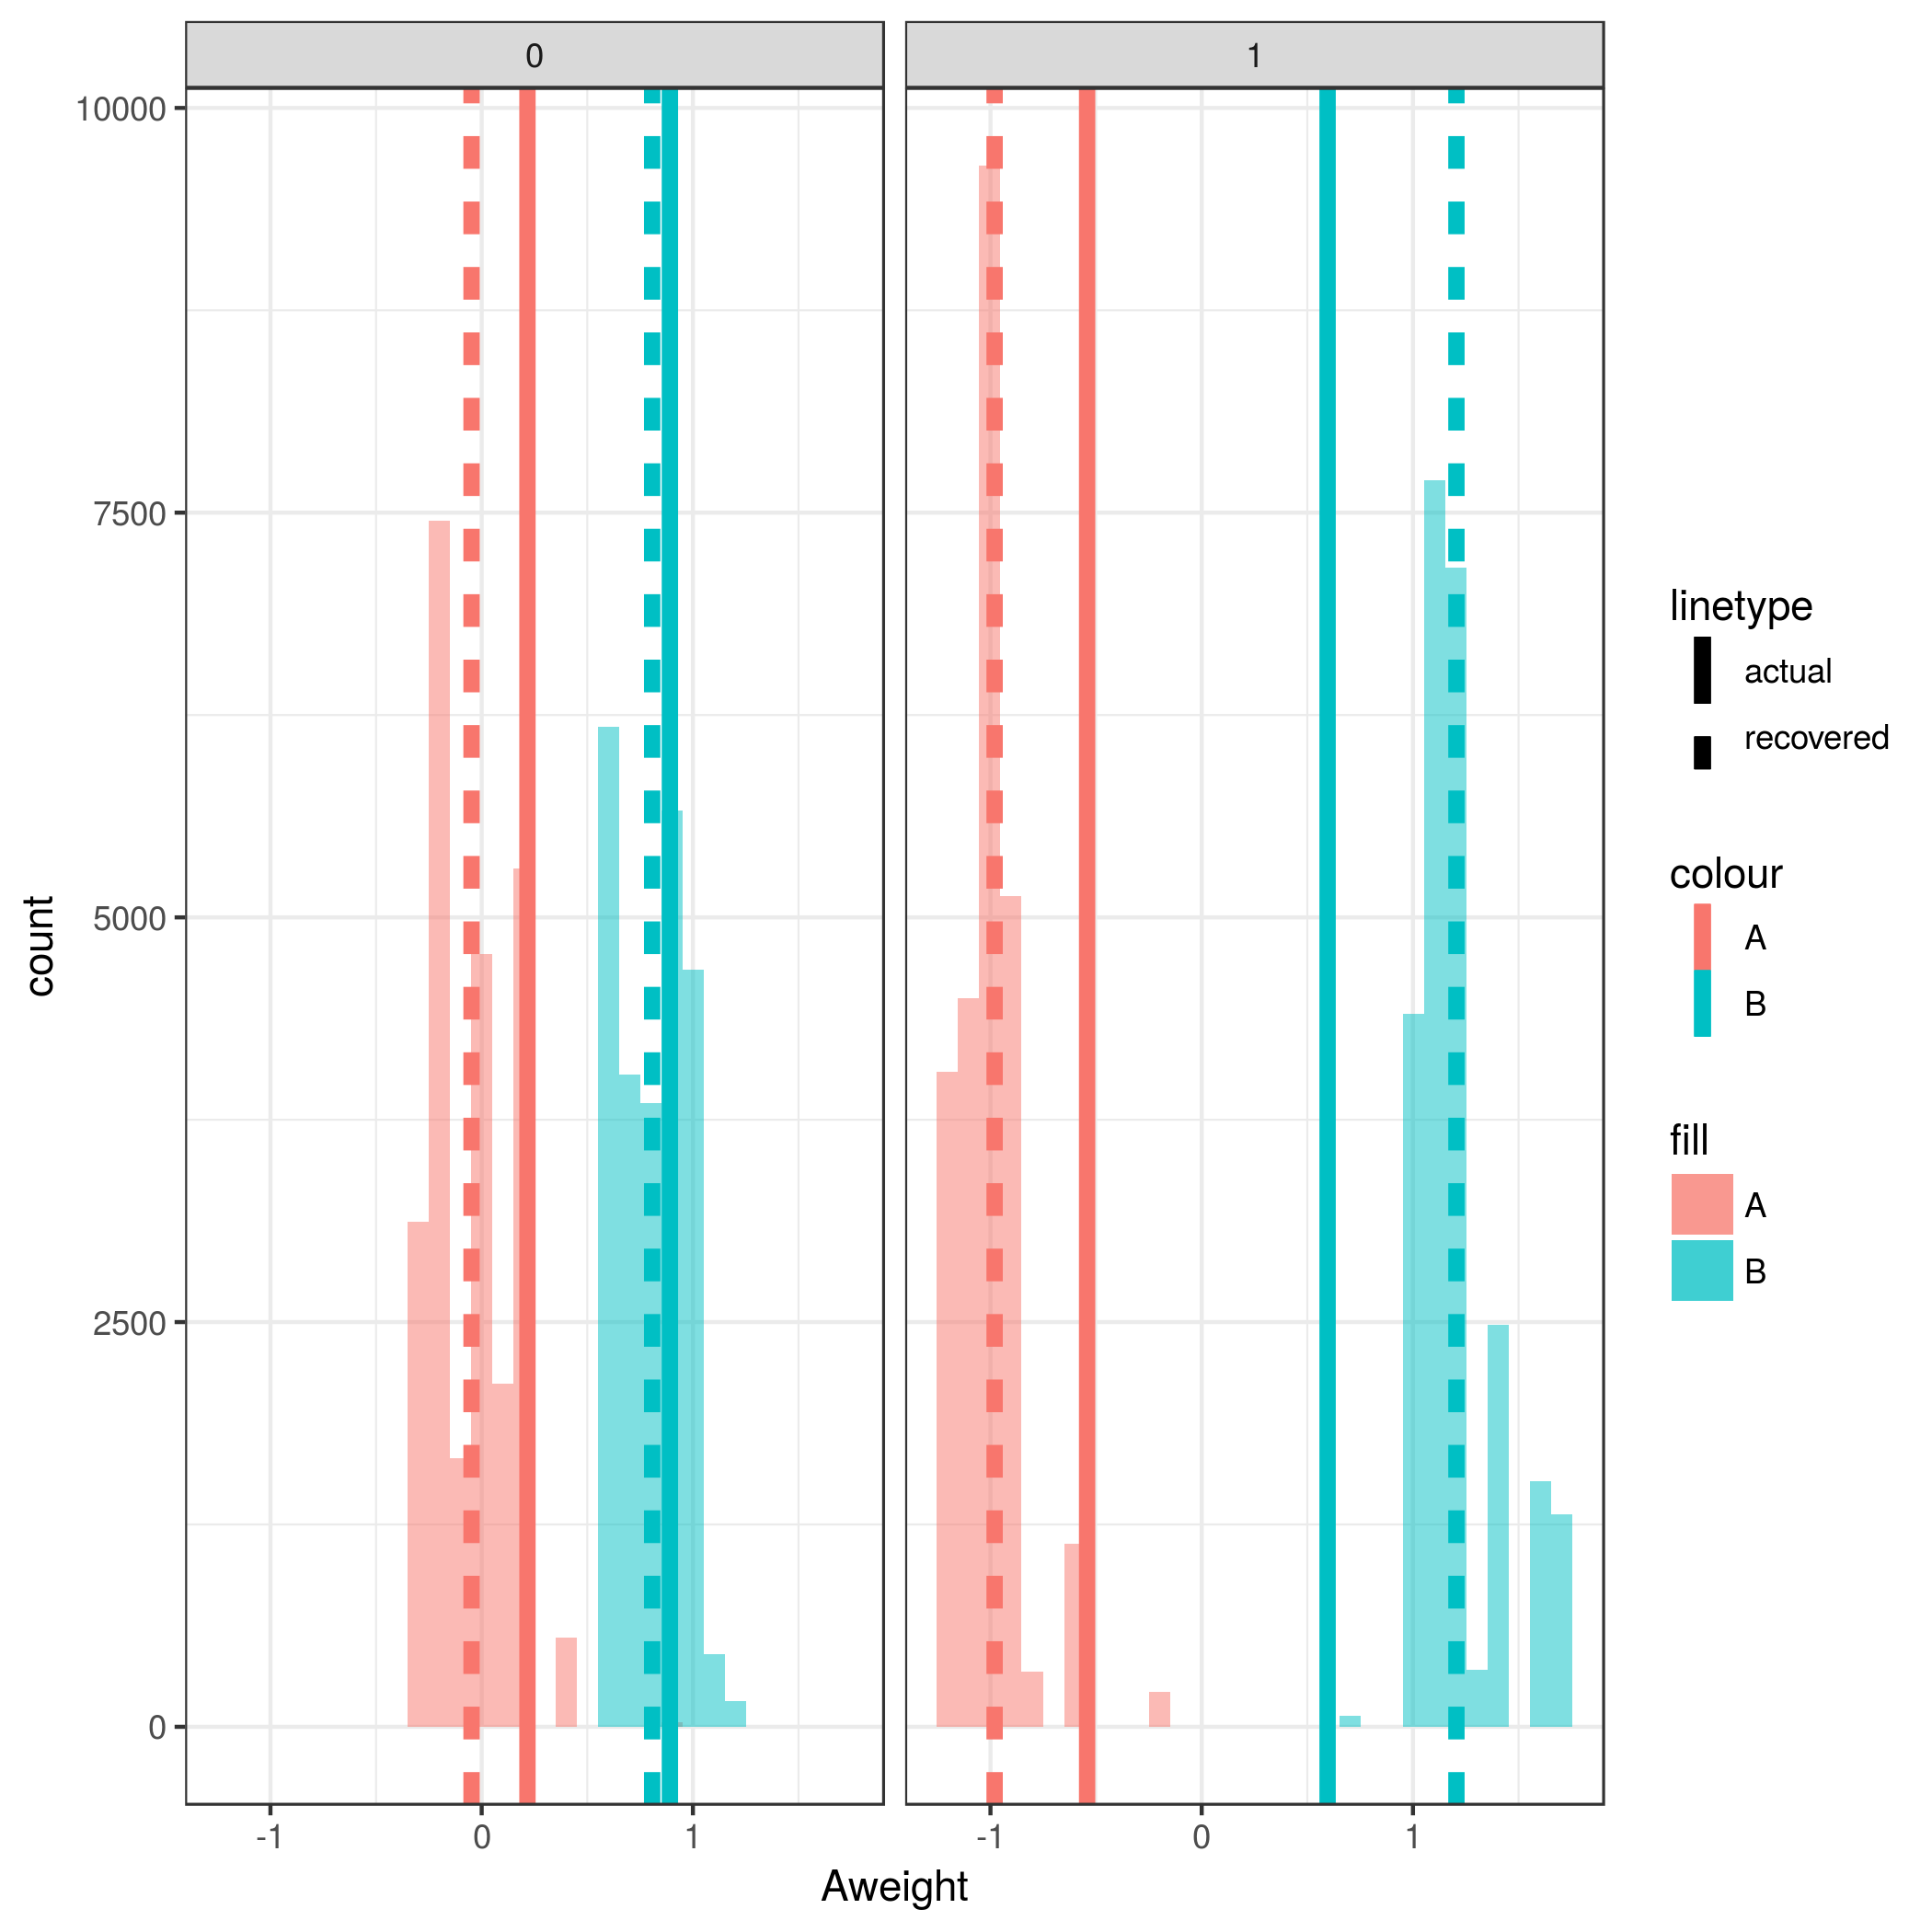 0
1
10000
7500
5000
2500
0
count
-1 0 1
-1 0 1
Aweight
linetype
actual
recovered
colour
A
B
fill
A
B